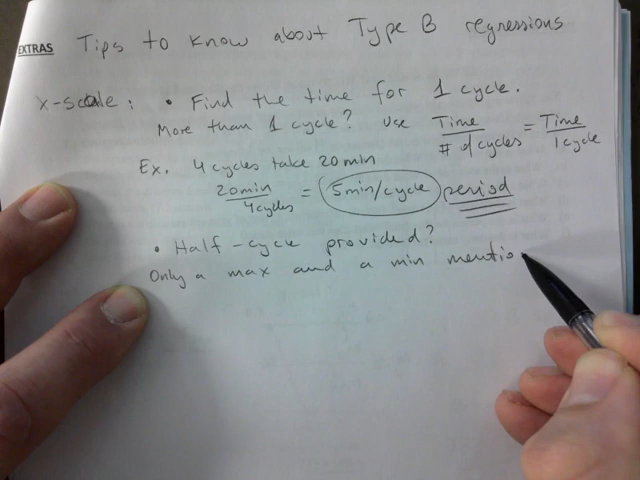 EXTRAS Tips to know about Type B regressions
x-scale: • Find the time for 1 cycle.
More than 1 cycle? Use Time / # of cycles = Time / 1 cycle
Ex. 4 cycles take 20 min
20 min / 4 cycles = 5 min/cycle period
• Half-cycle provided?
Only a max and a min mentio